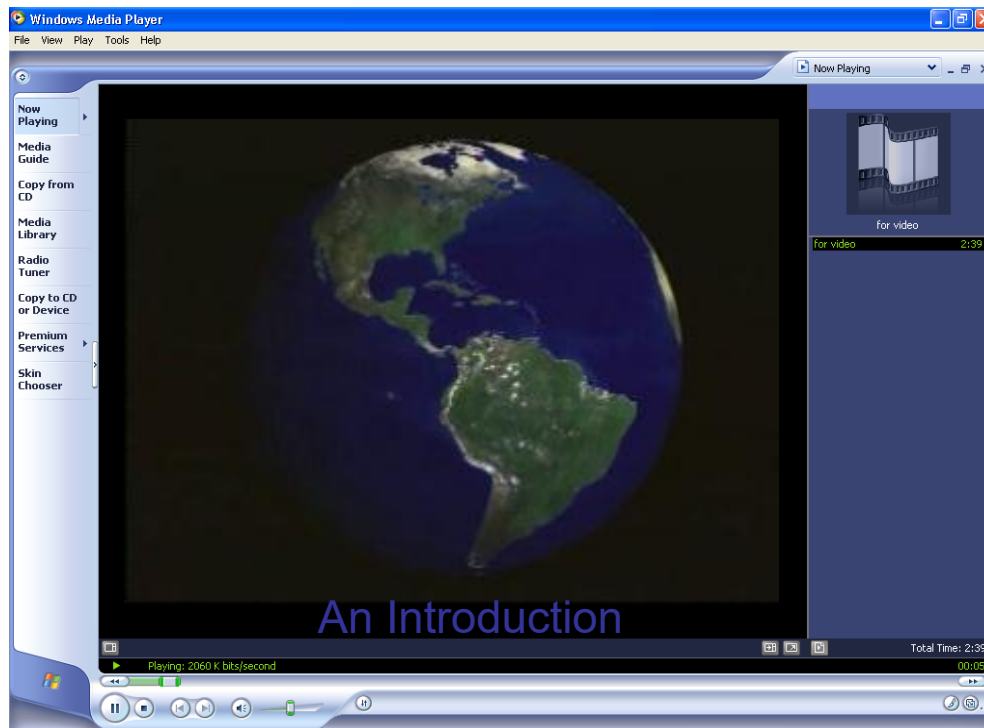 Windows Media Player
File View Play Tools Help
Now Playing
Now
Playing
Media
Guide
Copy from
CD
Media
Library
Radio
Tuner
Copy to CD
or Device
Premium
Services
Skin
Chooser
for video
for video 2:39
An Introduction
Total Time: 2:39
Playing: 2060 K bits/second 00:05